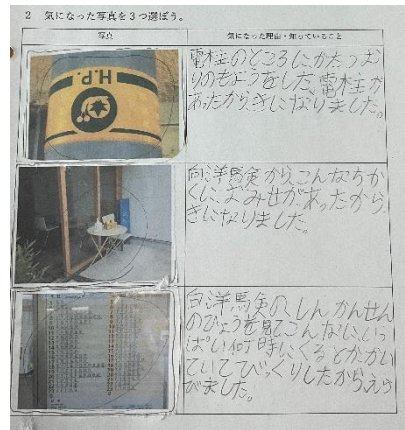 2 気になった写真を3つ選ぼう。
写真
気になった理由・知っていること
H.P.
電柱のところに、かたつむ
りのもようをした、電柱が
あったからきになりました。
向洋駅から、こんなちか
くに、おみせがあったから
きになりました。
向洋駅の、しんかんせん
のひょうを見てこんなに、いっ
ぱい何時に、くるとか、かい
ていてびっくりしたから、えら
びました。